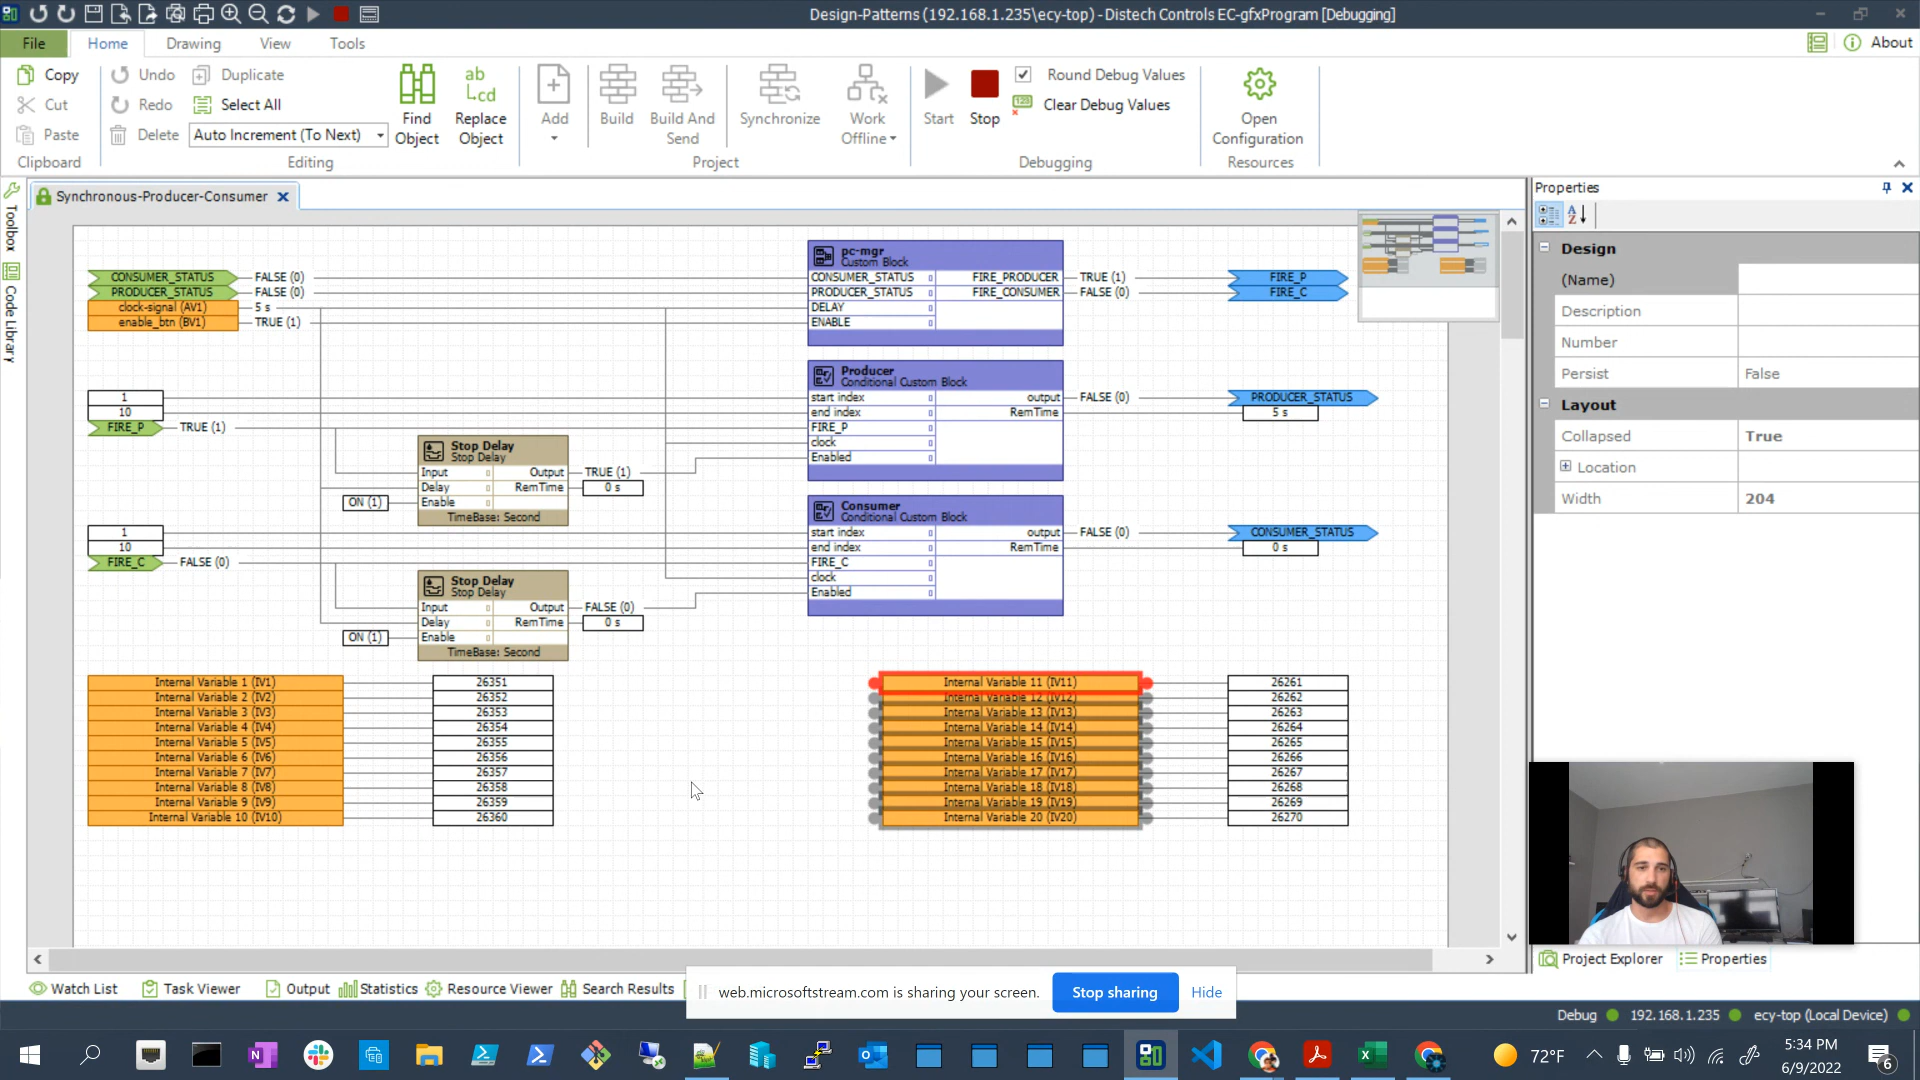 Design-Patterns (192.168.1.235\ecy-top) - Distech Controls EC-gfxProgram [Debugging]
File Home Drawing View Tools About
Copy Undo Duplicate
Cut Redo Select All
Paste Delete Auto Increment (To Next)
Clipboard Editing
Find Object
ab
cd
Replace Object
Add
Build
Build And Send
Synchronize
Work Offline
Project
Start
Stop
Round Debug Values
Clear Debug Values
Debugging
Open Configuration
Resources
Synchronous-Producer-Consumer
Toolbox
Code Library
CONSUMER_STATUS FALSE (0)
PRODUCER_STATUS FALSE (0)
clock-signal (AV1) 5 s
enable_btn (BV1) TRUE (1)
pc-mgr
Custom Block
CONSUMER_STATUS FIRE_PRODUCER TRUE (1) FIRE_P
PRODUCER_STATUS FIRE_CONSUMER FALSE (0) FIRE_C
DELAY
ENABLE
1
10
FIRE_P TRUE (1)
Producer
Conditional Custom Block
start index output FALSE (0) PRODUCER_STATUS
end index RemTime 5 s
FIRE_P
clock
Enabled
Stop Delay
Stop Delay
Input Output TRUE (1)
Delay RemTime 0 s
ON (1) Enable
TimeBase: Second
1
10
FIRE_C FALSE (0)
Consumer
Conditional Custom Block
start index output FALSE (0) CONSUMER_STATUS
end index RemTime 0 s
FIRE_C
clock
Enabled
Stop Delay
Stop Delay
Input Output FALSE (0)
Delay RemTime 0 s
ON (1) Enable
TimeBase: Second
Internal Variable 1 (IV1) 26351
Internal Variable 2 (IV2) 26352
Internal Variable 3 (IV3) 26353
Internal Variable 4 (IV4) 26354
Internal Variable 5 (IV5) 26355
Internal Variable 6 (IV6) 26356
Internal Variable 7 (IV7) 26357
Internal Variable 8 (IV8) 26358
Internal Variable 9 (IV9) 26359
Internal Variable 10 (IV10) 26360
Internal Variable 11 (IV11) 26261
Internal Variable 12 (IV12) 26262
Internal Variable 13 (IV13) 26263
Internal Variable 14 (IV14) 26264
Internal Variable 15 (IV15) 26265
Internal Variable 16 (IV16) 26266
Internal Variable 17 (IV17) 26267
Internal Variable 18 (IV18) 26268
Internal Variable 19 (IV19) 26269
Internal Variable 20 (IV20) 26270
Properties
Design
(Name)
Description
Number
Persist False
Layout
Collapsed True
Location
Width 204
Project Explorer Properties
Watch List Task Viewer Output Statistics Resource Viewer Search Results
web.microsoftstream.com is sharing your screen. Stop sharing Hide
Debug 192.168.1.235 ecy-top (Local Device)
72°F
5:34 PM
6/9/2022
6